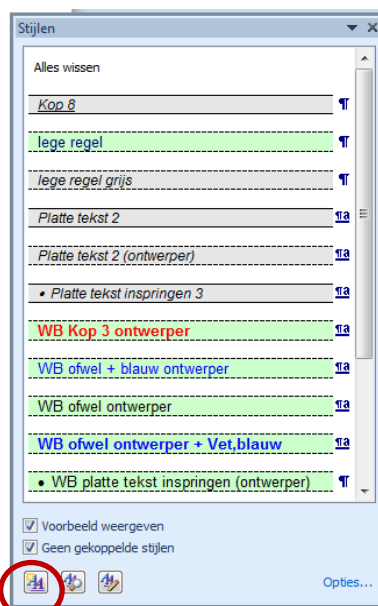 Stijlen
Alles wissen
Kop 8 ¶
lege regel ¶
lege regel grijs ¶
Platte tekst 2 ¶a
Platte tekst 2 (ontwerper) ¶a
• Platte tekst inspringen 3 ¶a
WB Kop 3 ontwerper ¶a
WB ofwel + blauw ontwerper ¶a
WB ofwel ontwerper ¶a
WB ofwel ontwerper + Vet,blauw ¶a
• WB platte tekst inspringen (ontwerper) ¶
Voorbeeld weergeven
Geen gekoppelde stijlen
Opties...